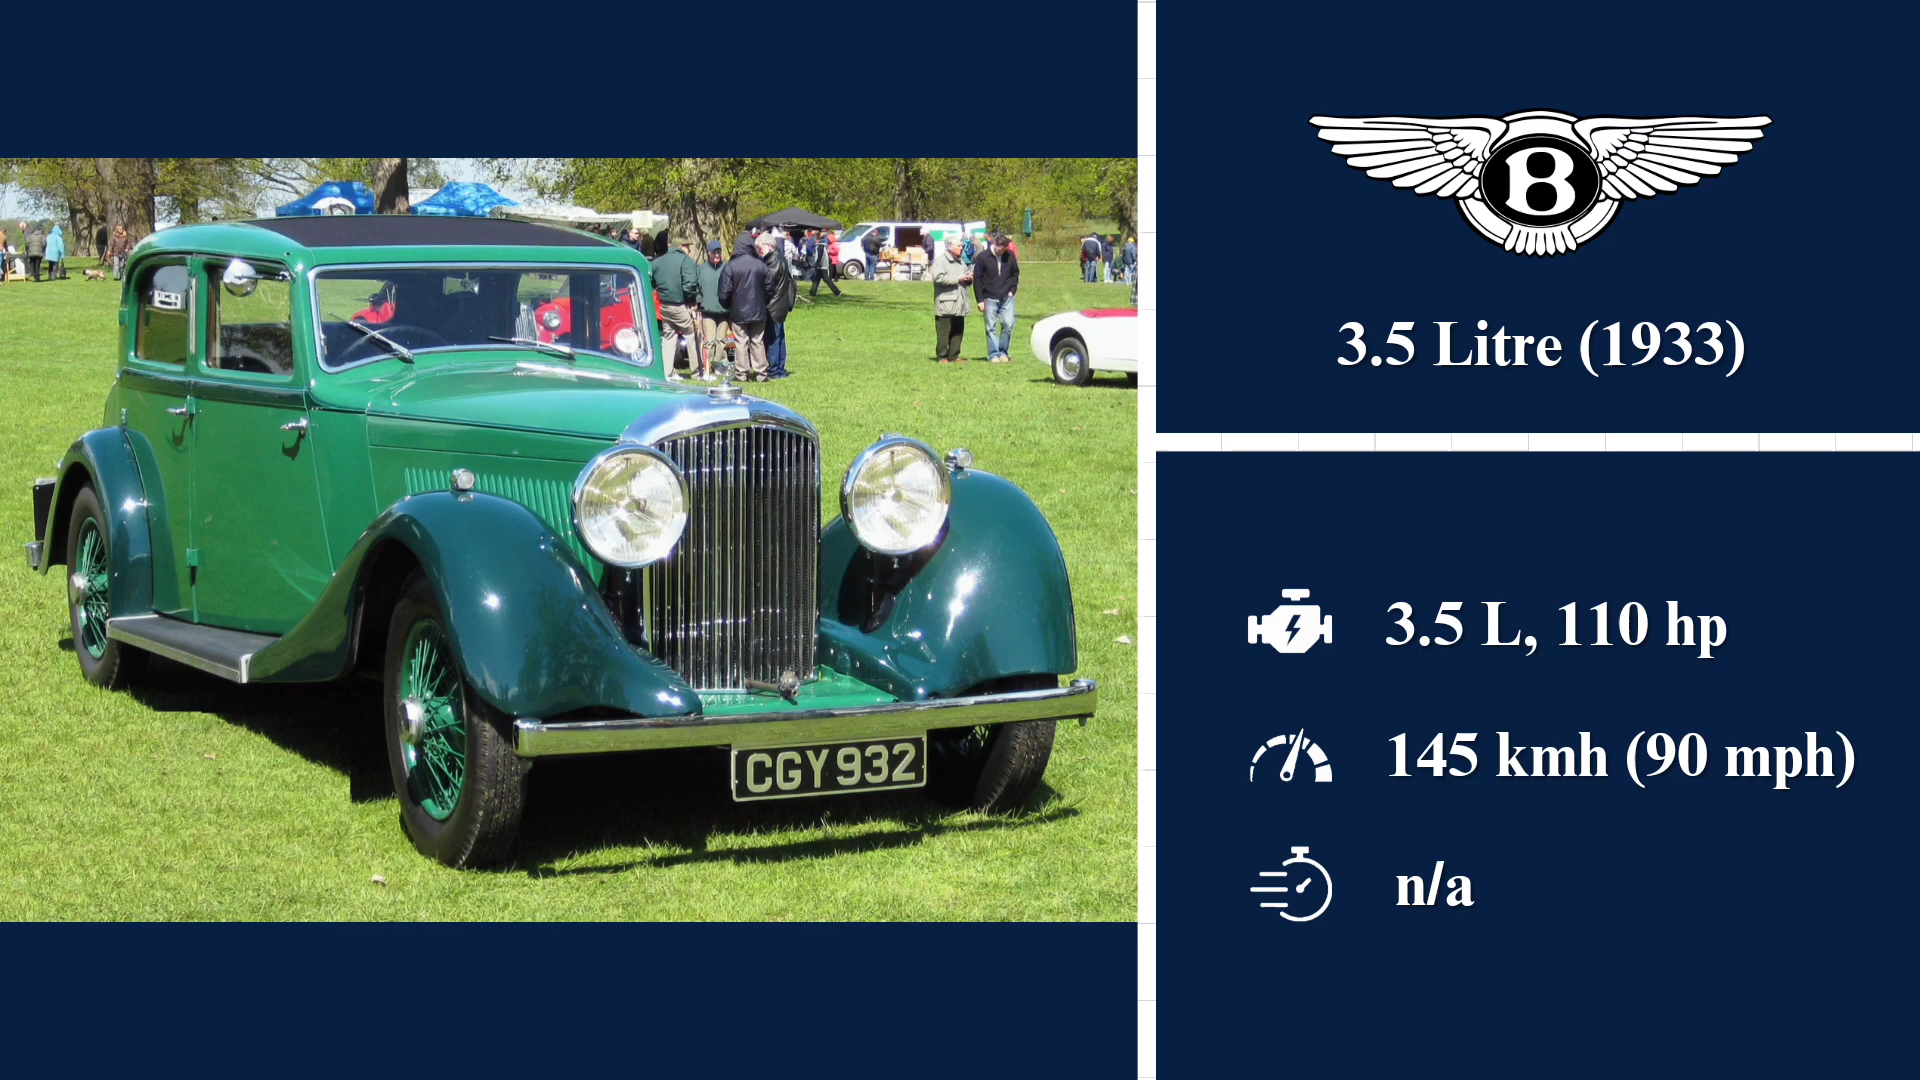 B
3.5 Litre (1933)
3.5 L, 110 hp
145 kmh (90 mph)
n/a
CGY 932